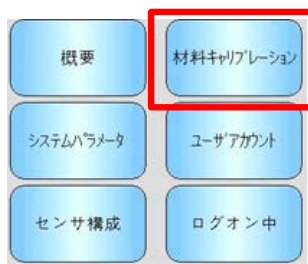 概要
材料キャリブレーション
システムパラメータ
ユーザアカウント
センサ構成
ログオン中